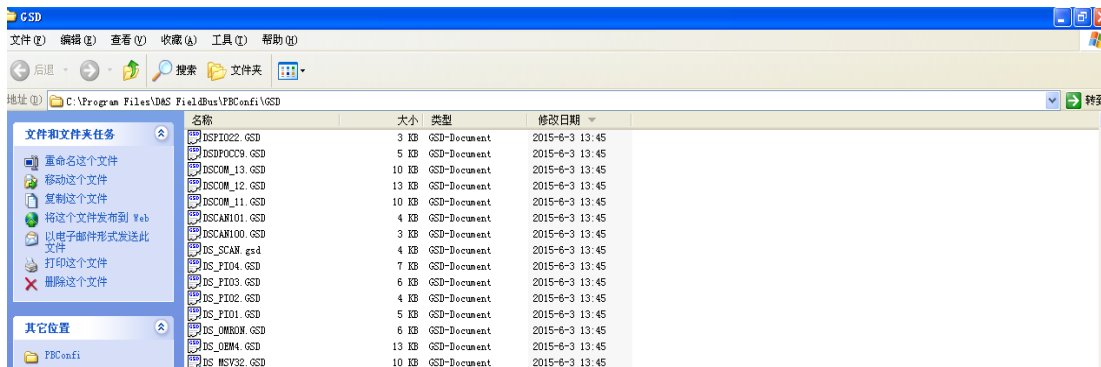 GSD
文件(F) 编辑(E) 查看(V) 收藏(A) 工具(T) 帮助(H)
后退 搜索 文件夹
地址(D) C:\Program Files\D&S FieldBus\PBConfi\GSD 转到
名称 大小 类型 修改日期
文件和文件夹任务
重命名这个文件
移动这个文件
复制这个文件
将这个文件发布到 Web
以电子邮件形式发送此
文件
打印这个文件
删除这个文件
其它位置
PBConfi
DSPIO22.GSD 3 KB GSD-Document 2015-6-3 13:45
DSDPOCC9.GSD 5 KB GSD-Document 2015-6-3 13:45
DSCOM_13.GSD 10 KB GSD-Document 2015-6-3 13:45
DSCOM_12.GSD 13 KB GSD-Document 2015-6-3 13:45
DSCOM_11.GSD 10 KB GSD-Document 2015-6-3 13:45
DSCAN101.GSD 4 KB GSD-Document 2015-6-3 13:45
DSCAN100.GSD 3 KB GSD-Document 2015-6-3 13:45
DS_SCAN.gsd 4 KB GSD-Document 2015-6-3 13:45
DS_PIO4.GSD 7 KB GSD-Document 2015-6-3 13:45
DS_PIO3.GSD 6 KB GSD-Document 2015-6-3 13:45
DS_PIO2.GSD 4 KB GSD-Document 2015-6-3 13:45
DS_PIO1.GSD 5 KB GSD-Document 2015-6-3 13:45
DS_OMRON.GSD 6 KB GSD-Document 2015-6-3 13:45
DS_OEM4.GSD 13 KB GSD-Document 2015-6-3 13:45
DS_MSV32.GSD 10 KB GSD-Document 2015-6-3 13:45